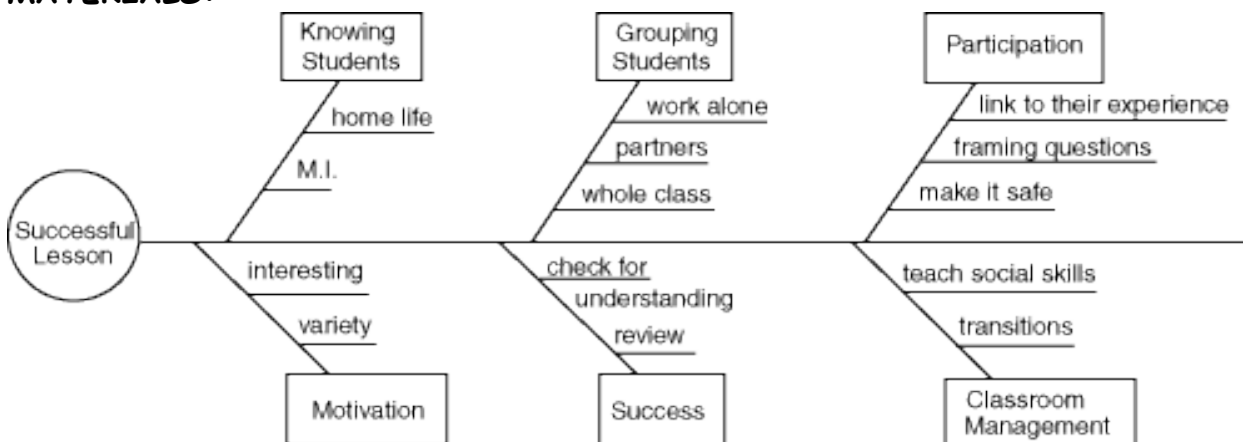 MATERIALS:
Knowing
Students
home life
M.I.
Grouping
Students
work alone
partners
whole class
Participation
link to their experience
framing questions
make it safe
Successful
Lesson
interesting
variety
Motivation
check for
understanding
review
Success
teach social skills
transitions
Classroom
Management